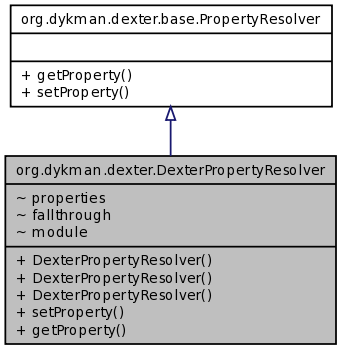 org.dykman.dexter.base.PropertyResolver
+ getProperty()
+ setProperty()
org.dykman.dexter.DexterPropertyResolver
~ properties
~ fallthrough
~ module
+ DexterPropertyResolver()
+ DexterPropertyResolver()
+ DexterPropertyResolver()
+ setProperty()
+ getProperty()